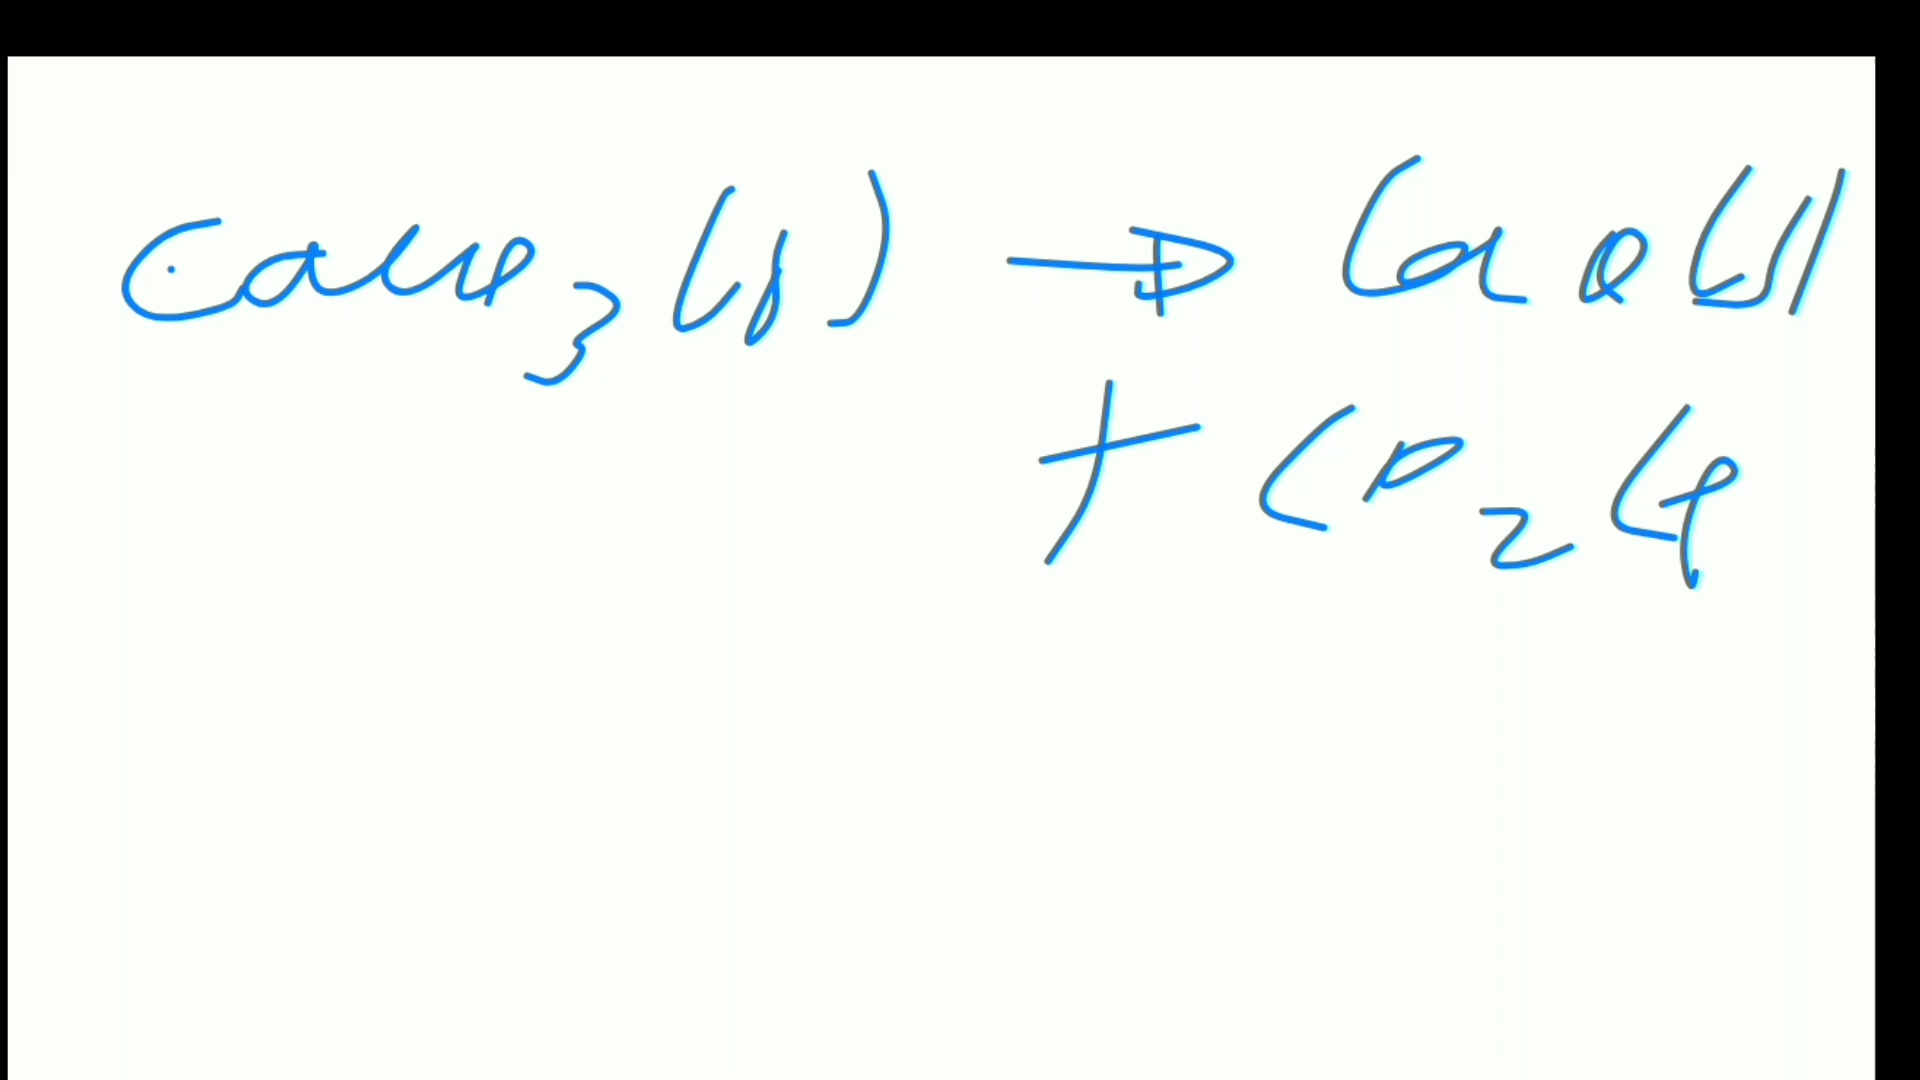 CaCO3(s) → CaO(s)
+ CO2(g